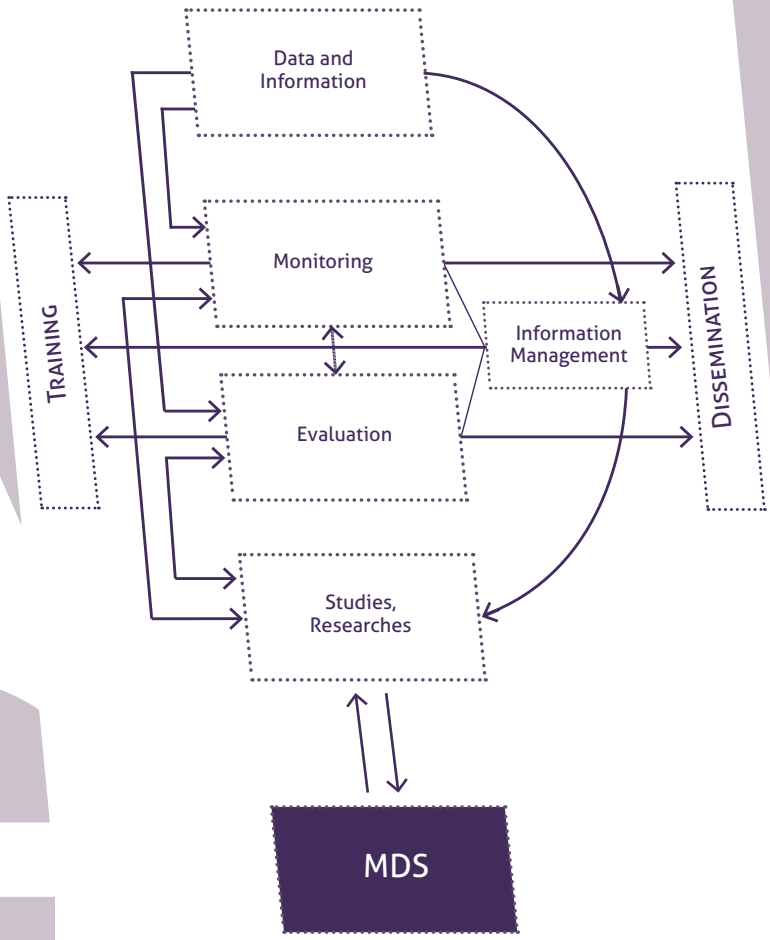 Data and
Information
Monitoring
TRAINING
Information
Management
DISSEMINATION
Evaluation
Studies,
Researches
MDS